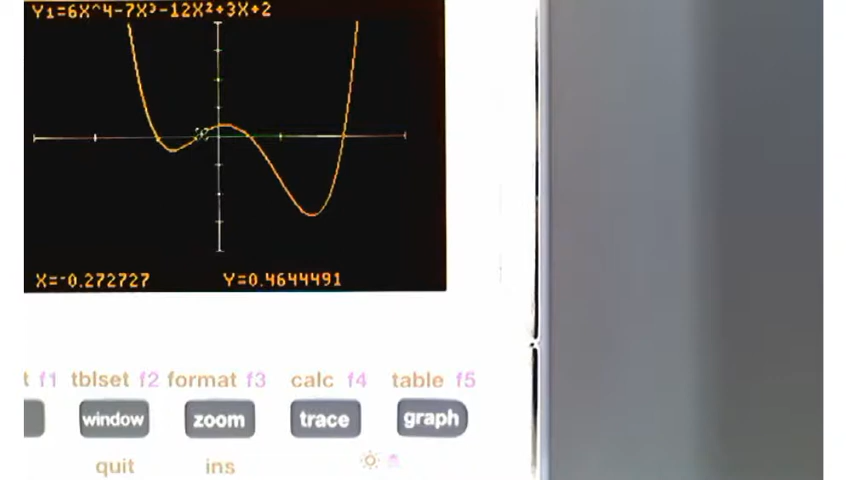 Y1=6X^4-7X³-12X²+3X+2
X=-0.272727 Y=0.4644491
t f1 tblset f2 format f3 calc f4 table f5
window zoom trace graph
quit ins